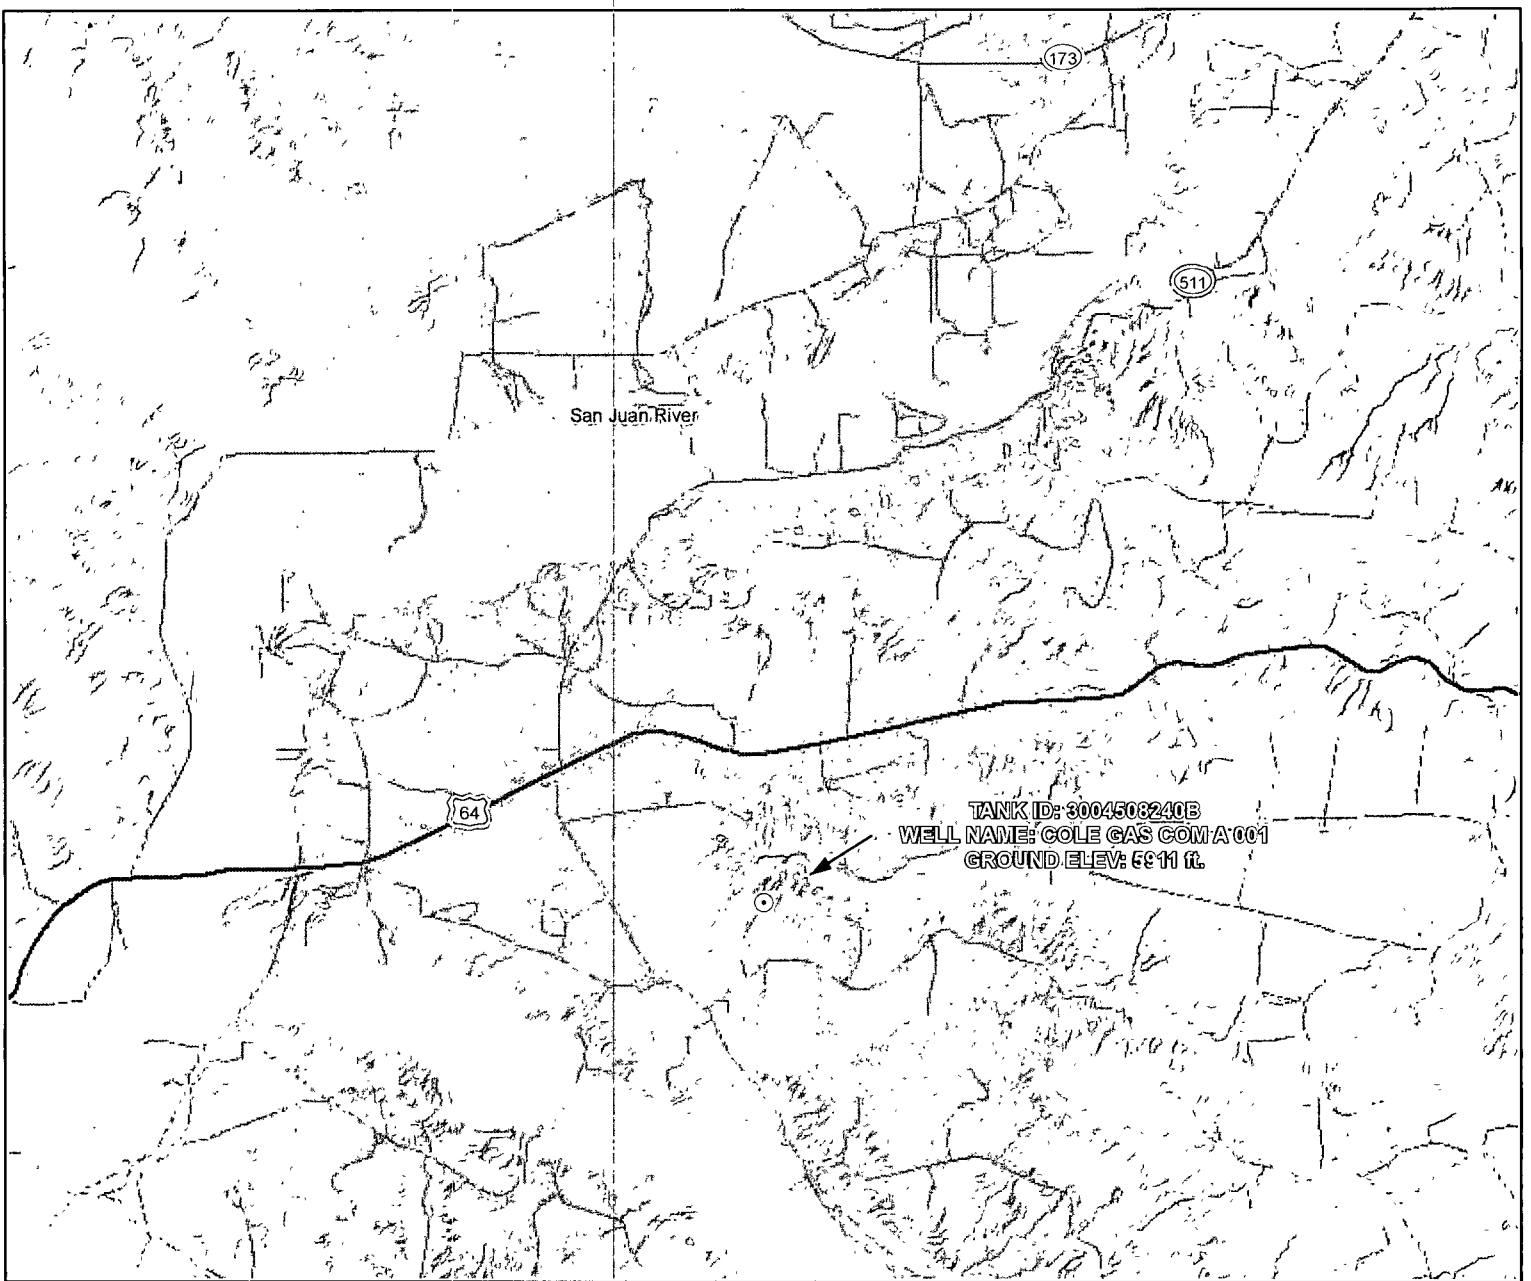 173
511
San Juan River
64
TANK ID: 3004508240B
WELL NAME: COLE GAS COM A 001
GROUND ELEV: 5911 ft.